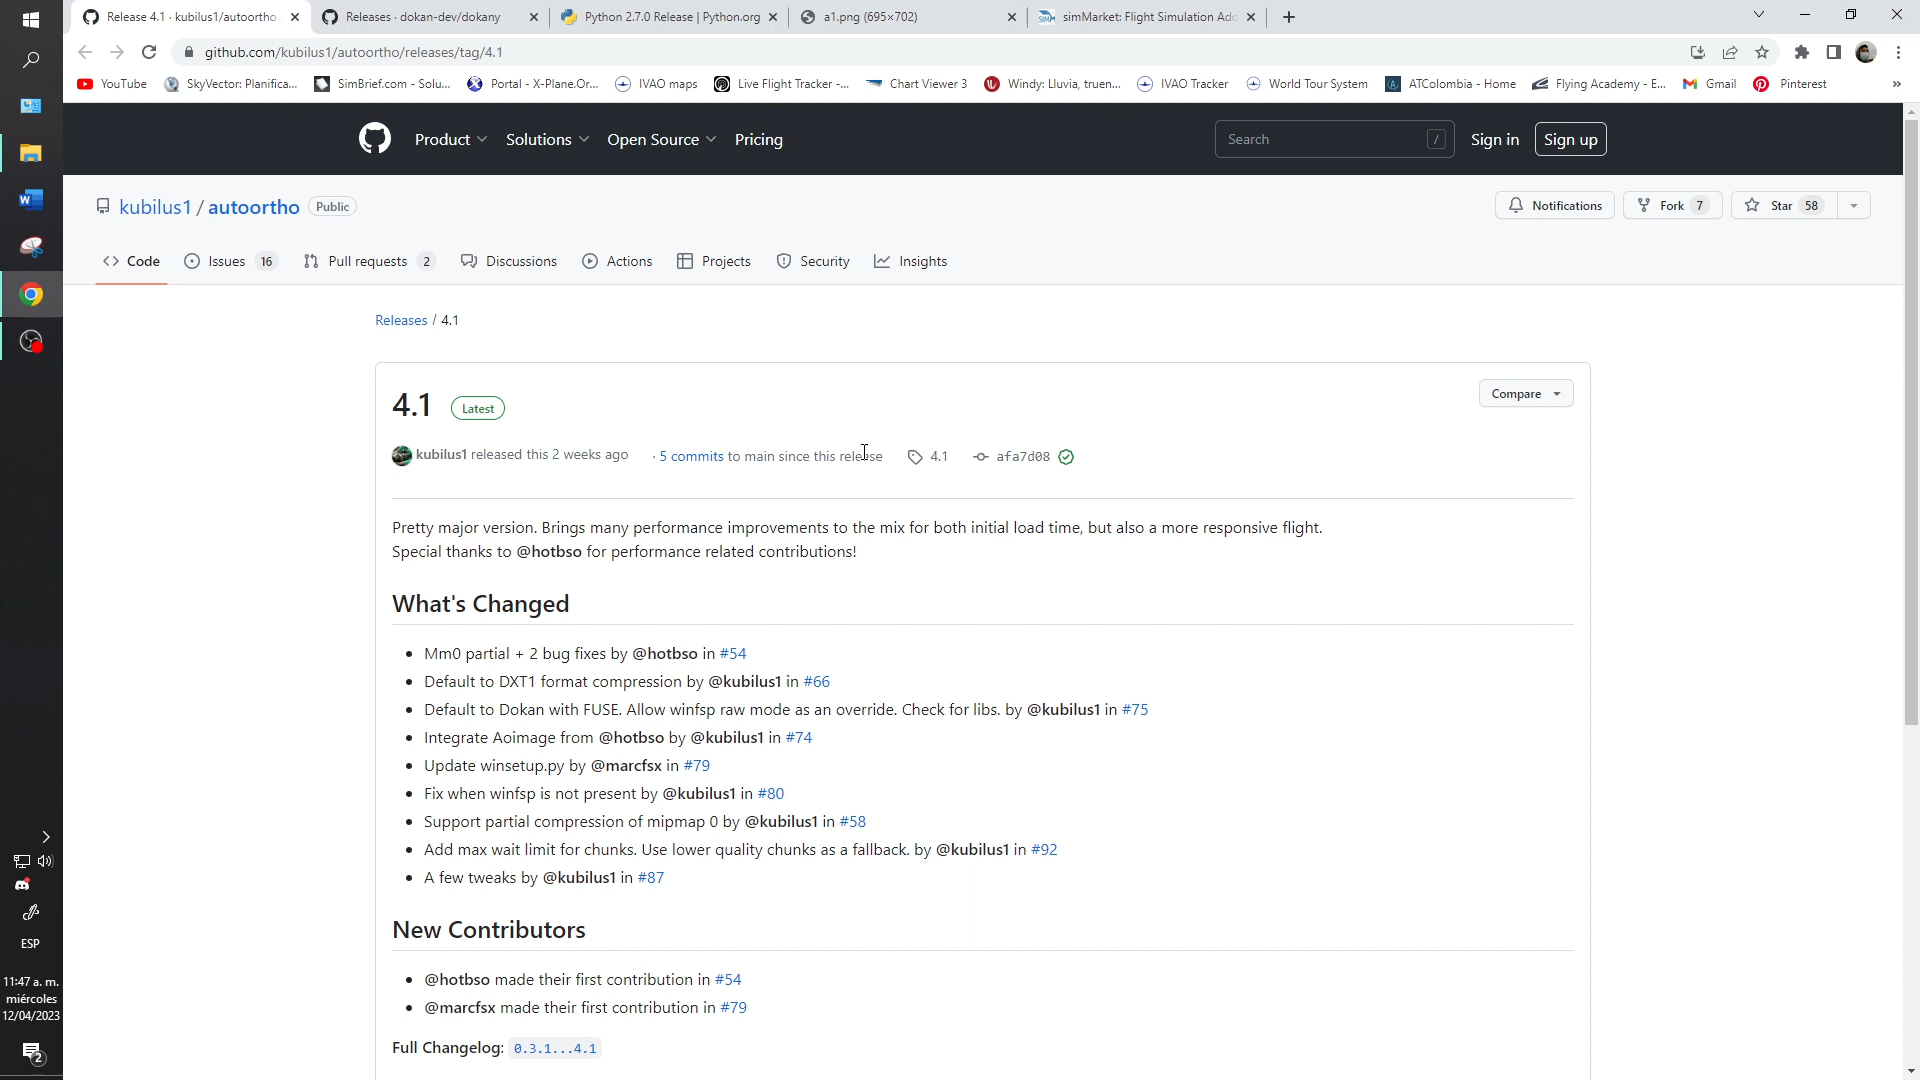 Release 4.1 · kubilus1/autoortho
Releases · dokan-dev/dokany
Python 2.7.0 Release | Python.org
a1.png (695×702)
simMarket: Flight Simulation Add
github.com/kubilus1/autoortho/releases/tag/4.1
YouTube
SkyVector: Planifica...
SimBrief.com - Solu...
Portal - X-Plane.Or...
IVAO maps
Live Flight Tracker -...
Chart Viewer 3
Windy: Lluvia, truen...
IVAO Tracker
World Tour System
ATColombia - Home
Flying Academy - E...
Gmail
Pinterest
»
Product
Solutions
Open Source
Pricing
Search /
Sign in
Sign up
kubilus1 / autoortho Public
Notifications
Fork 7
Star 58
Code
Issues 16
Pull requests 2
Discussions
Actions
Projects
Security
Insights
Releases / 4.1
4.1 Latest
Compare
kubilus1 released this 2 weeks ago · 5 commits to main since this release 4.1 afa7d08
Pretty major version. Brings many performance improvements to the mix for both initial load time, but also a more responsive flight.
Special thanks to @hotbso for performance related contributions!
What's Changed
• Mm0 partial + 2 bug fixes by @hotbso in #54
• Default to DXT1 format compression by @kubilus1 in #66
• Default to Dokan with FUSE. Allow winfsp raw mode as an override. Check for libs. by @kubilus1 in #75
• Integrate Aoimage from @hotbso by @kubilus1 in #74
• Update winsetup.py by @marcfsx in #79
• Fix when winfsp is not present by @kubilus1 in #80
• Support partial compression of mipmap 0 by @kubilus1 in #58
• Add max wait limit for chunks. Use lower quality chunks as a fallback. by @kubilus1 in #92
• A few tweaks by @kubilus1 in #87
New Contributors
• @hotbso made their first contribution in #54
• @marcfsx made their first contribution in #79
Full Changelog: 0.3.1...4.1
ESP
11:47 a. m.
miércoles
12/04/2023
2